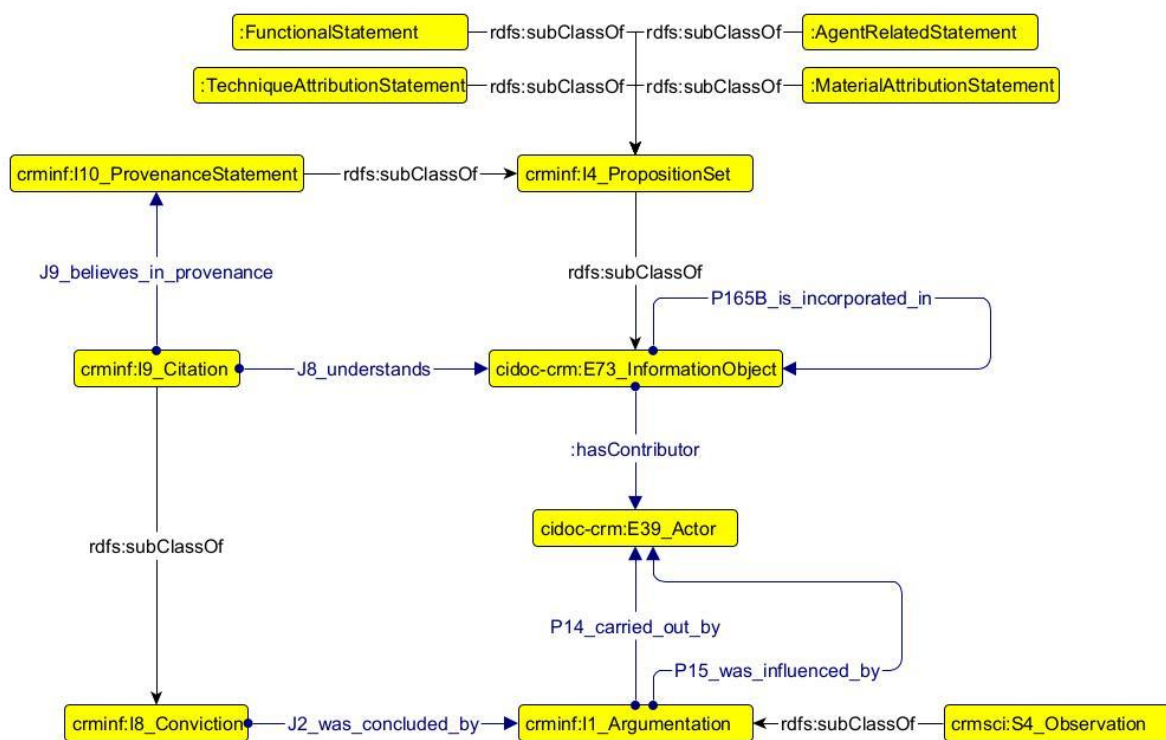 :FunctionalStatement
rdfs:subClassOf
rdfs:subClassOf
:AgentRelatedStatement
:TechniqueAttributionStatement
rdfs:subClassOf
rdfs:subClassOf
:MaterialAttributionStatement
crminf:I10_ProvenanceStatement
rdfs:subClassOf
crminf:I4_PropositionSet
J9_believes_in_provenance
rdfs:subClassOf
P165B_is_incorporated_in
crminf:I9_Citation
J8_understands
cidoc-crm:E73_InformationObject
:hasContributor
cidoc-crm:E39_Actor
rdfs:subClassOf
P14_carried_out_by
P15_was_influenced_by
crminf:I8_Conviction
J2_was_concluded_by
crminf:I1_Argumentation
rdfs:subClassOf
crmsci:S4_Observation